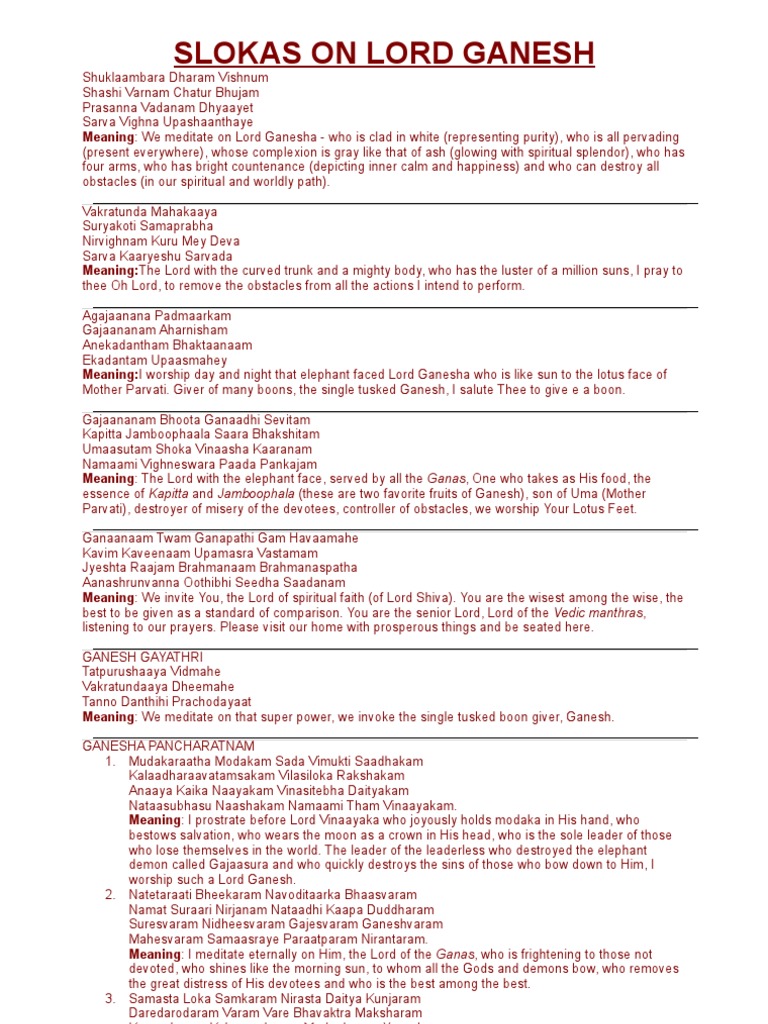 SLOKAS ON LORD GANESH
Shuklaambara Dharam Vishnum
Shashi Varnam Chatur Bhujam
Prasanna Vadanam Dhyaayet
Sarva Vighna Upashaanthaye
Meaning: We meditate on Lord Ganesha - who is clad in white (representing purity), who is all pervading
(present everywhere), whose complexion is gray like that of ash (glowing with spiritual splendor), who has
four arms, who has bright countenance (depicting inner calm and happiness) and who can destroy all
obstacles (in our spiritual and worldly path).
Vakratunda Mahakaaya
Suryakoti Samaprabha
Nirvighnam Kuru Mey Deva
Sarva Kaaryeshu Sarvada
Meaning:The Lord with the curved trunk and a mighty body, who has the luster of a million suns, I pray to
thee Oh Lord, to remove the obstacles from all the actions I intend to perform.
Agajaanana Padmaarkam
Gajaananam Aharnisham
Anekadantham Bhaktaanaam
Ekadantam Upaasmahey
Meaning:I worship day and night that elephant faced Lord Ganesha who is like sun to the lotus face of
Mother Parvati. Giver of many boons, the single tusked Ganesh, I salute Thee to give e a boon.
Gajaananam Bhoota Ganaadhi Sevitam
Kapitta Jamboophaala Saara Bhakshitam
Umaasutam Shoka Vinaasha Kaaranam
Namaami Vighneswara Paada Pankajam
Meaning: The Lord with the elephant face, served by all the Ganas, One who takes as His food, the
essence of Kapitta and Jamboophala (these are two favorite fruits of Ganesh), son of Uma (Mother
Parvati), destroyer of misery of the devotees, controller of obstacles, we worship Your Lotus Feet.
Ganaanaam Twam Ganapathi Gam Havaamahe
Kavim Kaveenaam Upamasra Vastamam
Jyeshta Raajam Brahmanaam Brahmanaspatha
Aanashrunvanna Oothibhi Seedha Saadanam
Meaning: We invite You, the Lord of spiritual faith (of Lord Shiva). You are the wisest among the wise, the
best to be given as a standard of comparison. You are the senior Lord, Lord of the Vedic manthras,
listening to our prayers. Please visit our home with prosperous things and be seated here.
GANESH GAYATHRI
Tatpurushaaya Vidmahe
Vakratundaaya Dheemahe
Tanno Danthihi Prachodayaat
Meaning: We meditate on that super power, we invoke the single tusked boon giver, Ganesh.
GANESHA PANCHARATNAM
1. Mudakaraatha Modakam Sada Vimukti Saadhakam
Kalaadharaavatamsakam Vilasiloka Rakshakam
Anaaya Kaika Naayakam Vinasitebha Daityakam
Nataasubhasu Naashakam Namaami Tham Vinaayakam.
Meaning: I prostrate before Lord Vinaayaka who joyously holds modaka in His hand, who
bestows salvation, who wears the moon as a crown in His head, who is the sole leader of those
who lose themselves in the world. The leader of the leaderless who destroyed the elephant
demon called Gajaasura and who quickly destroys the sins of those who bow down to Him, I
worship such a Lord Ganesh.
2. Natetaraati Bheekaram Navoditaarka Bhaasvaram
Namat Suraari Nirjanam Nataadhi Kaapa Duddharam
Suresvaram Nidheesvaram Gajesvaram Ganeshvaram
Mahesvaram Samaasraye Paraatparam Nirantaram.
Meaning: I meditate eternally on Him, the Lord of the Ganas, who is frightening to those not
devoted, who shines like the morning sun, to whom all the Gods and demons bow, who removes
the great distress of His devotees and who is the best among the best.
3. Samasta Loka Samkaram Nirasta Daitya Kunjaram
Daredarodaram Varam Vare Bhavaktra Maksharam